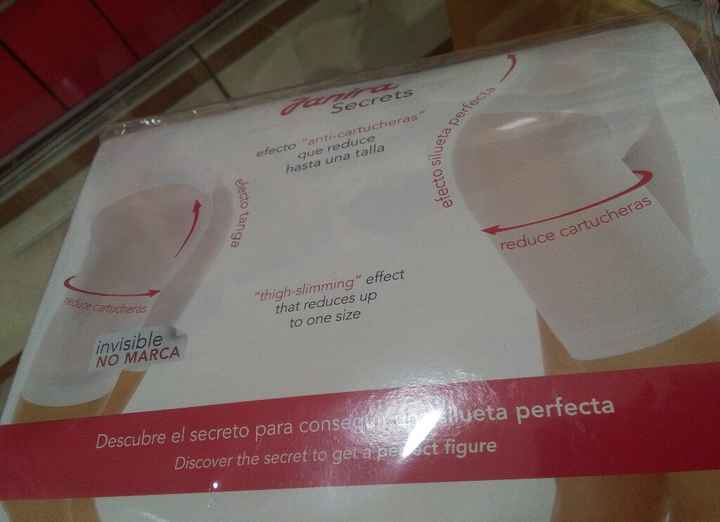 Janira
Secrets
efecto "anti-cartucheras"
que reduce
hasta una talla
efecto silueta perfecta
efecto tanga
reduce cartucheras
reduce cartucheras
"thigh-slimming" effect
that reduces up
to one size
invisible
NO MARCA
Descubre el secreto para conseguir una silueta perfecta
Discover the secret to get a perfect figure